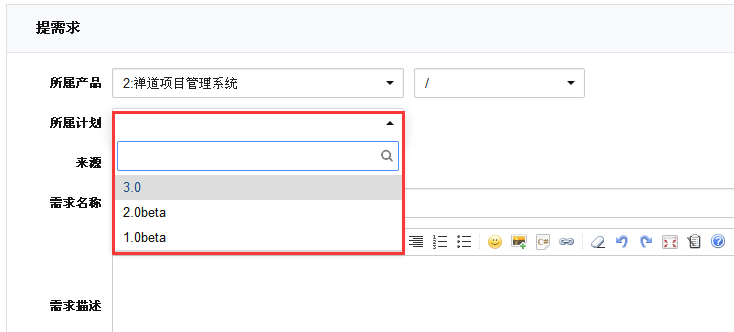 提需求
所属产品 2:禅道项目管理系统 /
所属计划
来源
3.0
需求名称
2.0beta
1.0beta
C#
需求描述